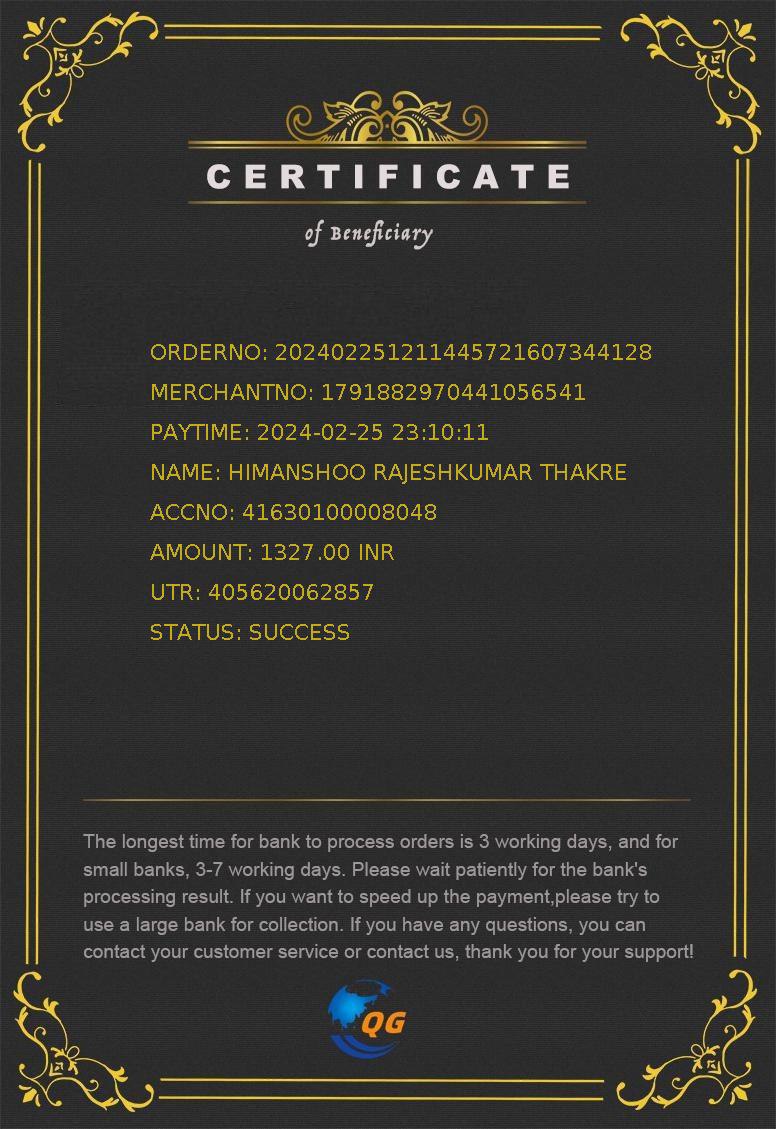 CERTIFICATE
of Beneficiary
ORDERNO: 2024022512111445721607344128
MERCHANTNO: 1791882970441056541
PAYTIME: 2024-02-25 23:10:11
NAME: HIMANSHOO RAJESHKUMAR THAKRE
ACCNO: 41630100008048
AMOUNT: 1327.00 INR
UTR: 405620062857
STATUS: SUCCESS
The longest time for bank to process orders is 3 working days, and for
small banks, 3-7 working days. Please wait patiently for the bank's
processing result. If you want to speed up the payment,please try to
use a large bank for collection. If you have any questions, you can
contact your customer service or contact us, thank you for your support!
QG